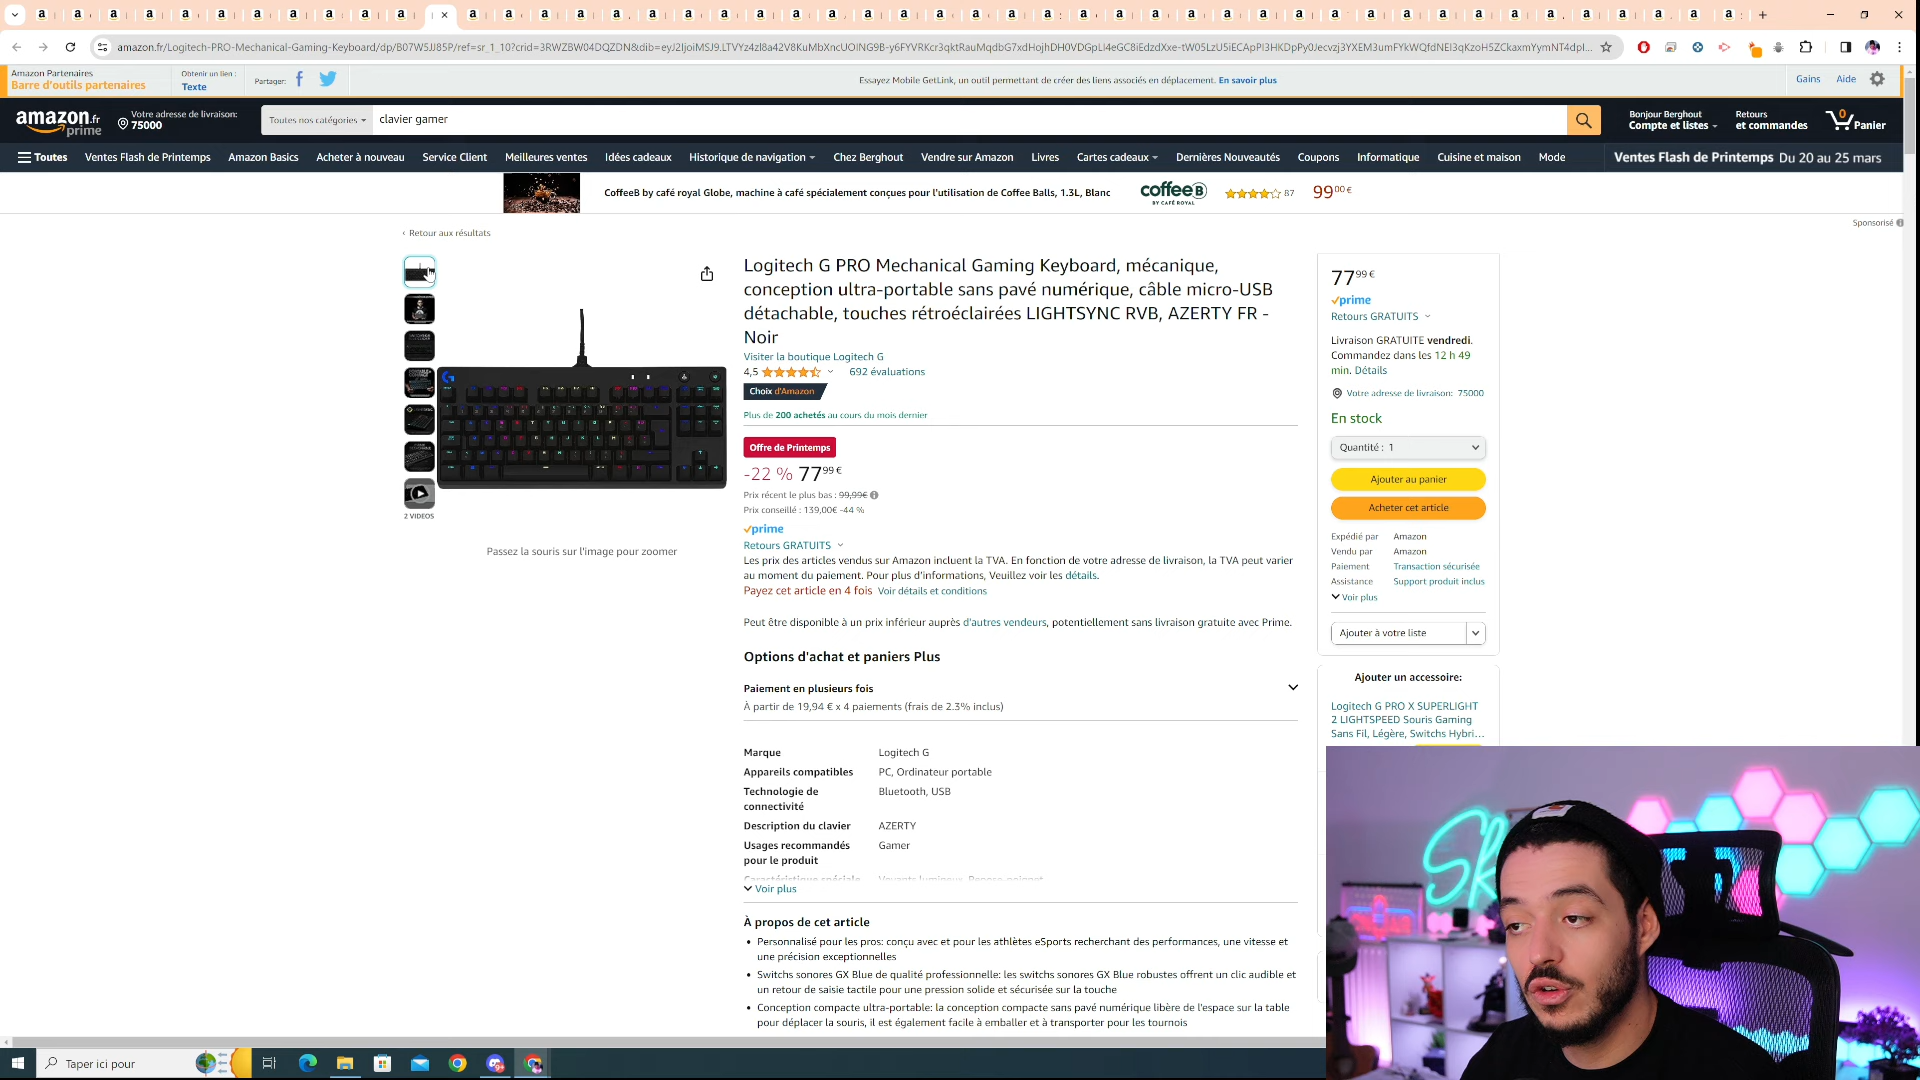 amazon.fr/Logitech-PRO-Mechanical-Gaming-Keyboard/dp/B07W5JJ85P/ref=sr_1_10?crid=3RWZBW04DQZDN&dib=
Amazon Partenaires
Barre d'outils partenaires
Obtenir un lien :
Texte
Partager:
Essayez Mobile GetLink, un outil permettant de créer des liens associés en déplacement. En savoir plus
Gains
Aide
amazon.fr
prime
Votre adresse de livraison:
75000
Toutes nos catégories
clavier gamer
Bonjour Berghout
Compte et listes
Retours
et commandes
0
Panier
Toutes
Ventes Flash de Printemps
Amazon Basics
Acheter à nouveau
Service Client
Meilleures ventes
Idées cadeaux
Historique de navigation
Chez Berghout
Vendre sur Amazon
Livres
Cartes cadeaux
Dernières Nouveautés
Coupons
Informatique
Cuisine et maison
Mode
Ventes Flash de Printemps Du 20 au 25 mars
CoffeeB by café royal Globe, machine à café spécialement conçues pour l'utilisation de Coffee Balls, 1.3L, Blanc
coffee B
BY CAFÉ ROYAL
87
99,00 €
Sponsorisé
‹ Retour aux résultats
2 VIDEOS
Passez la souris sur l'image pour zoomer
Logitech G PRO Mechanical Gaming Keyboard, mécanique,
conception ultra-portable sans pavé numérique, câble micro-USB
détachable, touches rétroéclairées LIGHTSYNC RVB, AZERTY FR -
Noir
Visiter la boutique Logitech G
4,5
692 évaluations
Choix d'Amazon
Plus de 200 achetés au cours du mois dernier
Offre de Printemps
-22 % 77 99 €
Prix récent le plus bas : 99,99€
Prix conseillé : 139,00€ -44 %
prime
Retours GRATUITS
Les prix des articles vendus sur Amazon incluent la TVA. En fonction de votre adresse de livraison, la TVA peut varier
au moment du paiement. Pour plus d'informations, Veuillez voir les détails.
Payez cet article en 4 fois Voir détails et conditions
Peut être disponible à un prix inférieur auprès d'autres vendeurs, potentiellement sans livraison gratuite avec Prime.
Options d'achat et paniers Plus
Paiement en plusieurs fois
À partir de 19,94 € x 4 paiements (frais de 2.3% inclus)
Marque Logitech G
Appareils compatibles PC, Ordinateur portable
Technologie de Bluetooth, USB
connectivité
Description du clavier AZERTY
Usages recommandés Gamer
pour le produit
Voir plus
À propos de cet article
• Personnalisé pour les pros: conçu avec et pour les athlètes eSports recherchant des performances, une vitesse et
une précision exceptionnelles
• Switchs sonores GX Blue de qualité professionnelle: les switchs sonores GX Blue robustes offrent un clic audible et
un retour de saisie tactile pour une pression solide et sécurisée sur la touche
• Conception compacte ultra-portable: la conception compacte sans pavé numérique libère de l'espace sur la table
pour déplacer la souris, il est également facile à emballer et à transporter pour les tournois
77 99 €
prime
Retours GRATUITS
Livraison GRATUITE vendredi.
Commandez dans les 12 h 49
min. Détails
Votre adresse de livraison: 75000
En stock
Quantité : 1
Ajouter au panier
Acheter cet article
Expédié par Amazon
Vendu par Amazon
Paiement Transaction sécurisée
Assistance Support produit inclus
Voir plus
Ajouter à votre liste
Ajouter un accessoire:
Logitech G PRO X SUPERLIGHT
2 LIGHTSPEED Souris Gaming
Sans Fil, Légère, Switchs Hybri...
Taper ici pour